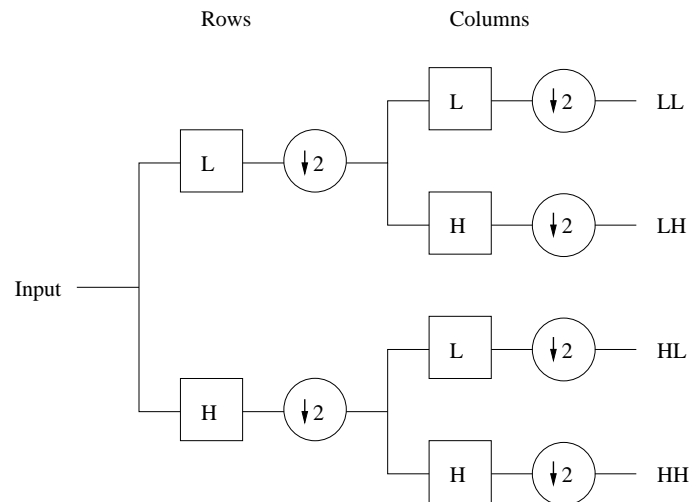 Rows Columns
L ↓2 LL
L ↓2
H ↓2 LH
Input
L ↓2 HL
H ↓2
H ↓2 HH